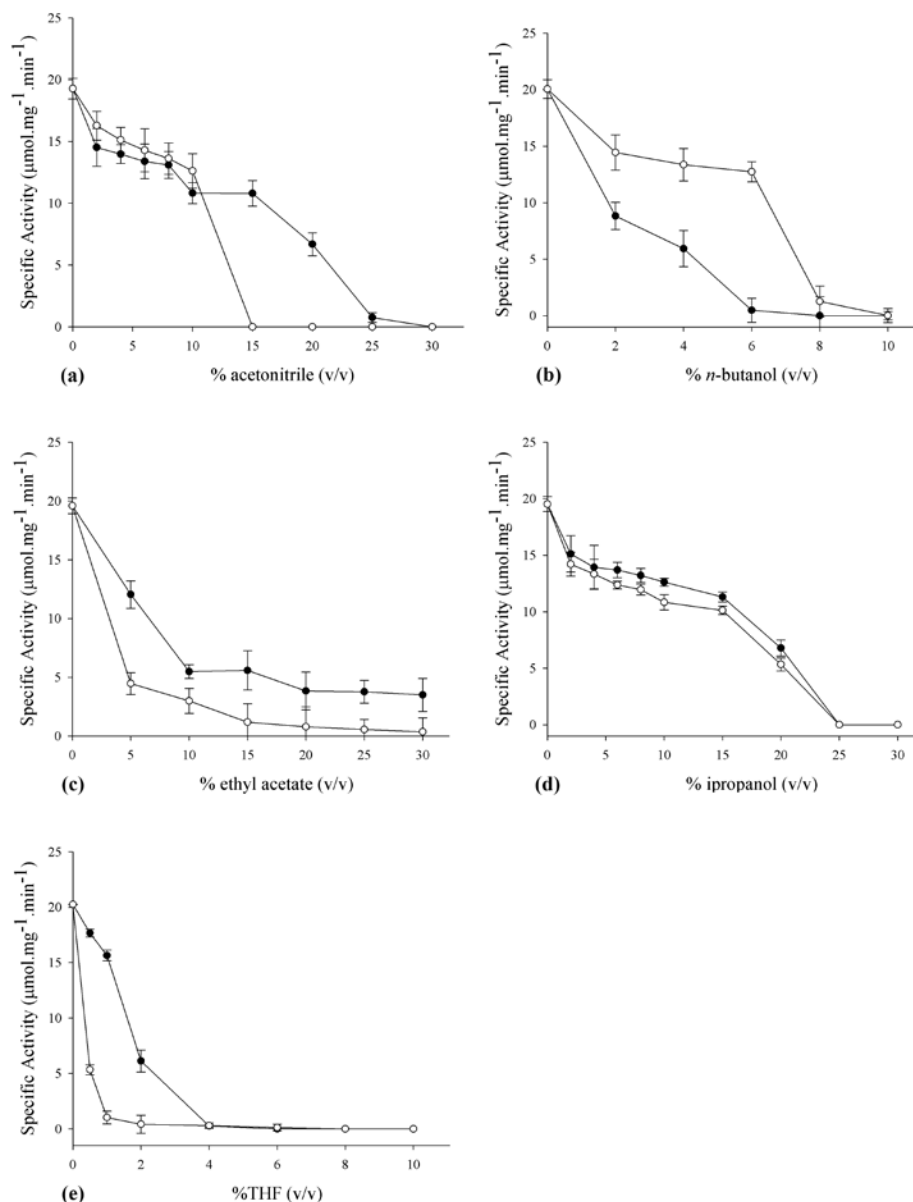 25
20
15
10
5
0
Specific Activity (µmol.mg⁻¹.min⁻¹)
0 5 10 15 20 25 30
(a) % acetonitrile (v/v)
25
20
15
10
5
0
Specific Activity (µmol.mg⁻¹.min⁻¹)
0 2 4 6 8 10
(b) % n-butanol (v/v)
25
20
15
10
5
0
Specific Activity (µmol.mg⁻¹.min⁻¹)
0 5 10 15 20 25 30
(c) % ethyl acetate (v/v)
25
20
15
10
5
0
Specific Activity (µmol.mg⁻¹.min⁻¹)
0 5 10 15 20 25 30
(d) % ipropanol (v/v)
25
20
15
10
5
0
Specific Activity (µmol.mg⁻¹.min⁻¹)
0 2 4 6 8 10
(e) %THF (v/v)